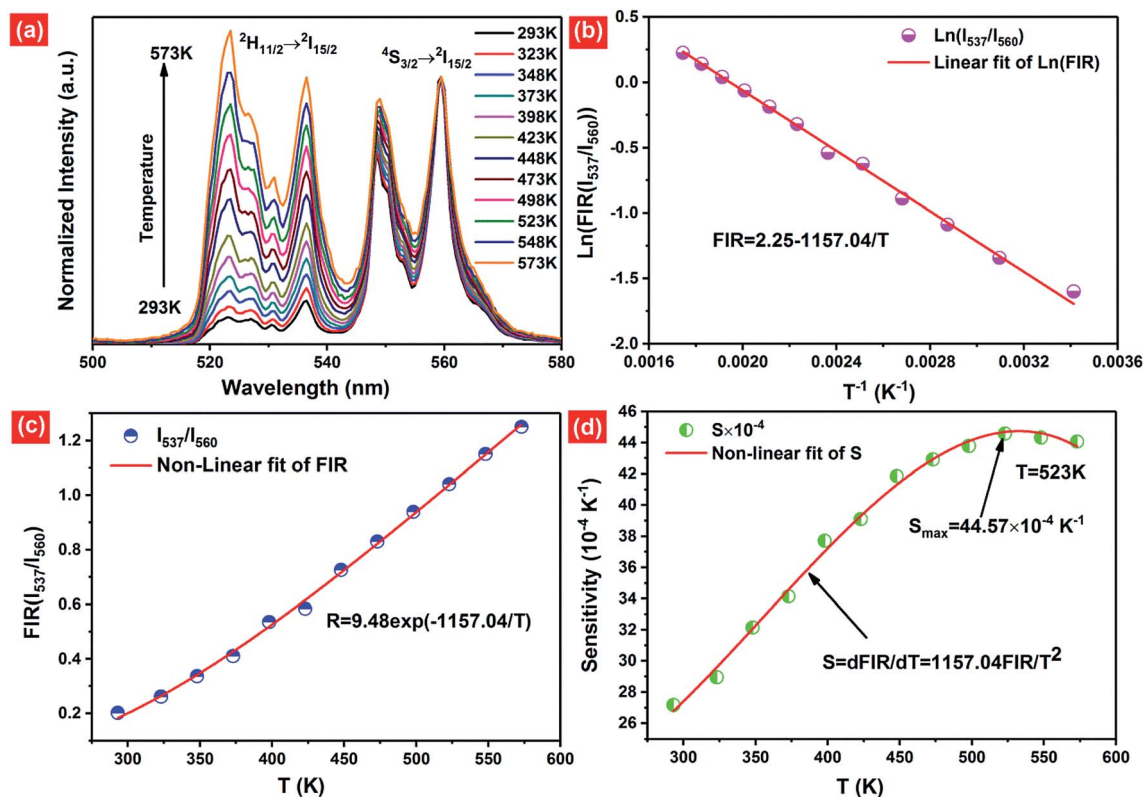 (a)
²H₁₁/₂→²I₁₅/₂
⁴S₃/₂→²I₁₅/₂
573K
Temperature
293K
293K
323K
348K
373K
398K
423K
448K
473K
498K
523K
548K
573K
Normalized Intensity (a.u.)
500 520 540 560 580
Wavelength (nm)
(b)
Ln(I₅₃₇/I₅₆₀)
Linear fit of Ln(FIR)
FIR=2.25-1157.04/T
Ln(FIR(I₅₃₇/I₅₆₀))
0.5
0.0
-0.5
-1.0
-1.5
-2.0
0.0016 0.0020 0.0024 0.0028 0.0032 0.0036
T⁻¹ (K⁻¹)
(c)
I₅₃₇/I₅₆₀
Non-Linear fit of FIR
R=9.48exp(-1157.04/T)
FIR(I₅₃₇/I₅₆₀)
1.2
1.0
0.8
0.6
0.4
0.2
300 350 400 450 500 550 600
T (K)
(d)
S×10⁻⁴
Non-linear fit of S
T=523K
Sₘₐₓ=44.57×10⁻⁴ K⁻¹
S=dFIR/dT=1157.04FIR/T²
Sensitivity (10⁻⁴ K⁻¹)
46
44
42
40
38
36
34
32
30
28
26
300 350 400 450 500 550 600
T (K)